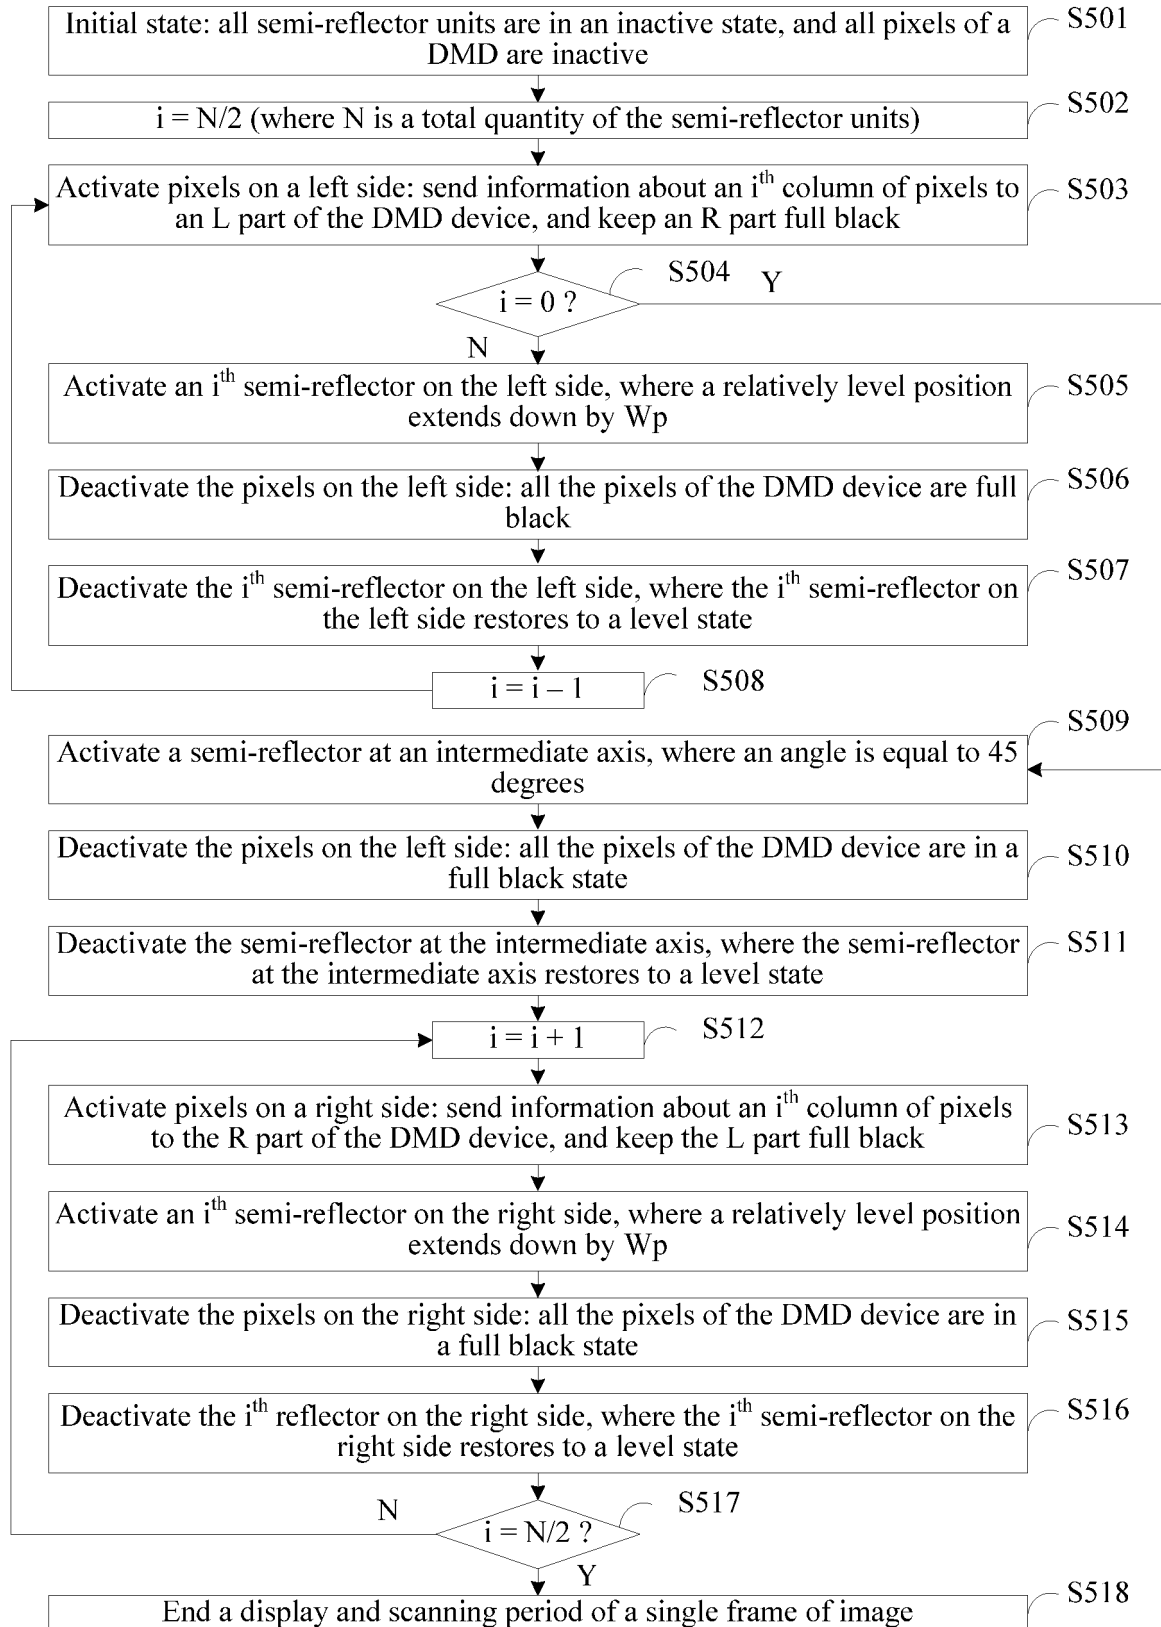 Initial state: all semi-reflector units are in an inactive state, and all pixels of a
DMD are inactive
S501
i = N/2 (where N is a total quantity of the semi-reflector units)
S502
Activate pixels on a left side: send information about an ith column of pixels to
an L part of the DMD device, and keep an R part full black
S503
i = 0 ?
S504
Y
N
Activate an ith semi-reflector on the left side, where a relatively level position
extends down by Wp
S505
Deactivate the pixels on the left side: all the pixels of the DMD device are full
black
S506
Deactivate the ith semi-reflector on the left side, where the ith semi-reflector on
the left side restores to a level state
S507
i = i – 1
S508
Activate a semi-reflector at an intermediate axis, where an angle is equal to 45
degrees
S509
Deactivate the pixels on the left side: all the pixels of the DMD device are in a
full black state
S510
Deactivate the semi-reflector at the intermediate axis, where the semi-reflector
at the intermediate axis restores to a level state
S511
i = i + 1
S512
Activate pixels on a right side: send information about an ith column of pixels
to the R part of the DMD device, and keep the L part full black
S513
Activate an ith semi-reflector on the right side, where a relatively level position
extends down by Wp
S514
Deactivate the pixels on the right side: all the pixels of the DMD device are in
a full black state
S515
Deactivate the ith reflector on the right side, where the ith semi-reflector on the
right side restores to a level state
S516
N
i = N/2 ?
S517
Y
End a display and scanning period of a single frame of image
S518